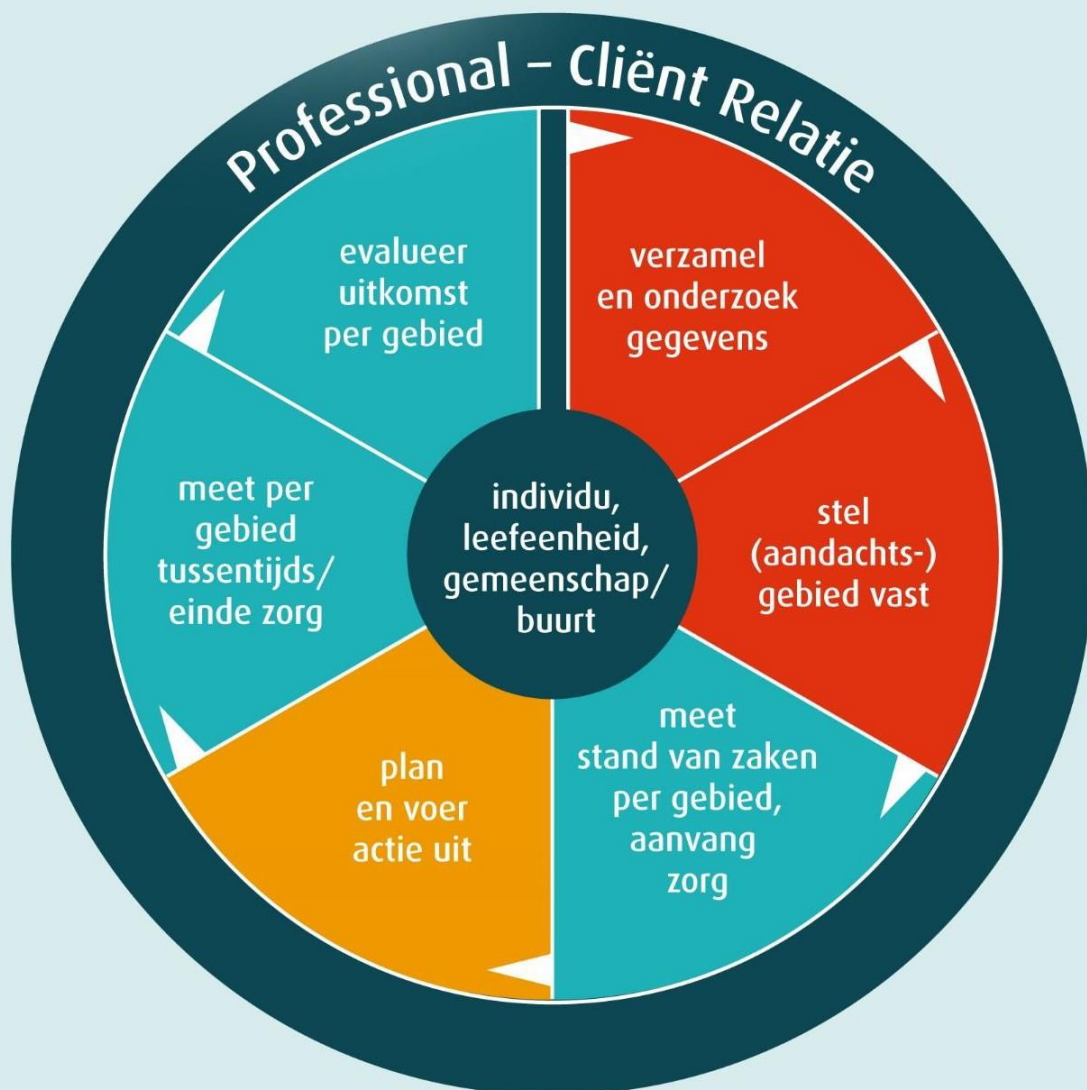 Professional – Cliënt Relatie
verzamel
en onderzoek
gegevens
stel
(aandachts-)
gebied vast
meet
stand van zaken
per gebied,
aanvang
zorg
plan
en voer
actie uit
meet per
gebied
tussentijds/
einde zorg
evalueer
uitkomst
per gebied
individu,
leefeenheid,
gemeenschap/
buurt